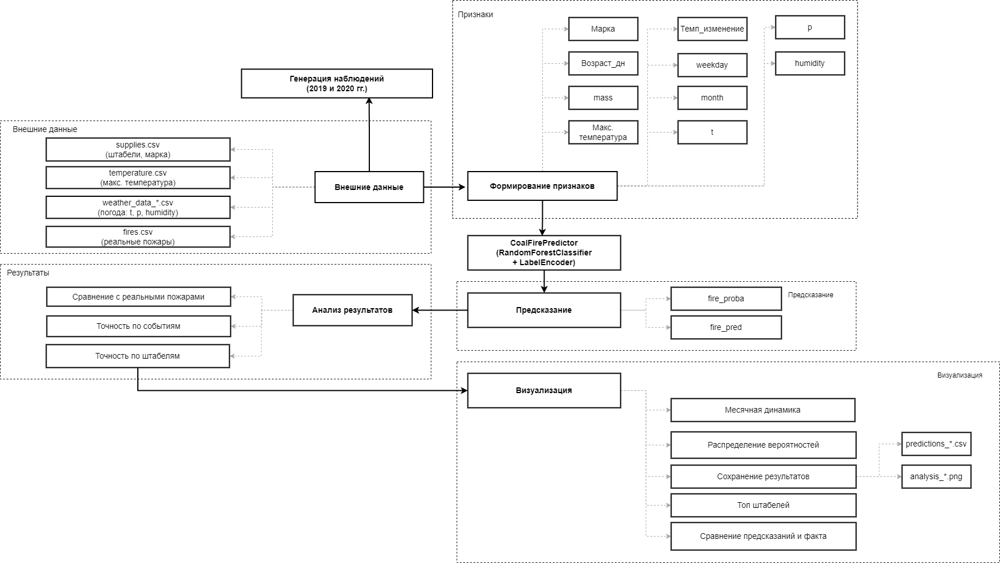 Признаки
Марка
Темп_изменение
p
Возраст_дн
weekday
humidity
mass
month
Макс.
температура
t
Генерация наблюдений
(2019 и 2020 гг.)
Внешние данные
supplies.csv
(штабели, марка)
temperature.csv
(макс. температура)
weather_data_*.csv
(погода: t, p, humidity)
fires.csv
(реальные пожары)
Внешние данные
Формирование признаков
CoalFirePredictor
(RandomForestClassifier
+ LabelEncoder)
Результаты
Сравнение с реальными пожарами
Точность по событиям
Точность по штабелям
Анализ результатов
Предсказание
fire_proba
fire_pred
Предсказание
Визуализация
Визуализация
Месячная динамика
Распределение вероятностей
Сохранение результатов
Топ штабелей
Сравнение предсказаний и факта
predictions_*.csv
analysis_*.png